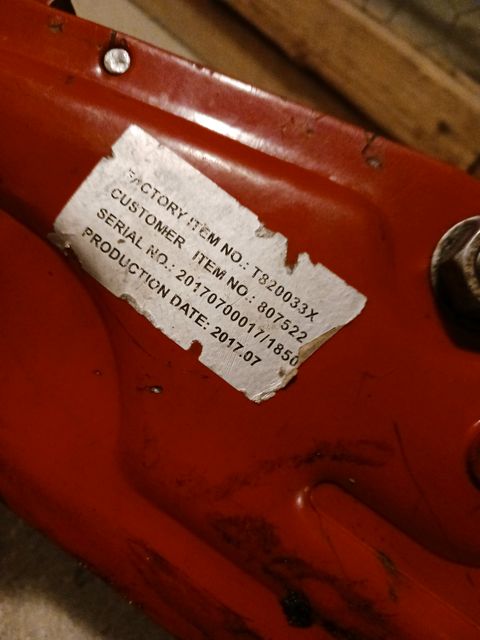 FACTORY ITEM NO.: T820033X
CUSTOMER ITEM NO.: 807522
SERIAL NO.: 20170700017/1850
PRODUCTION DATE: 2017.07